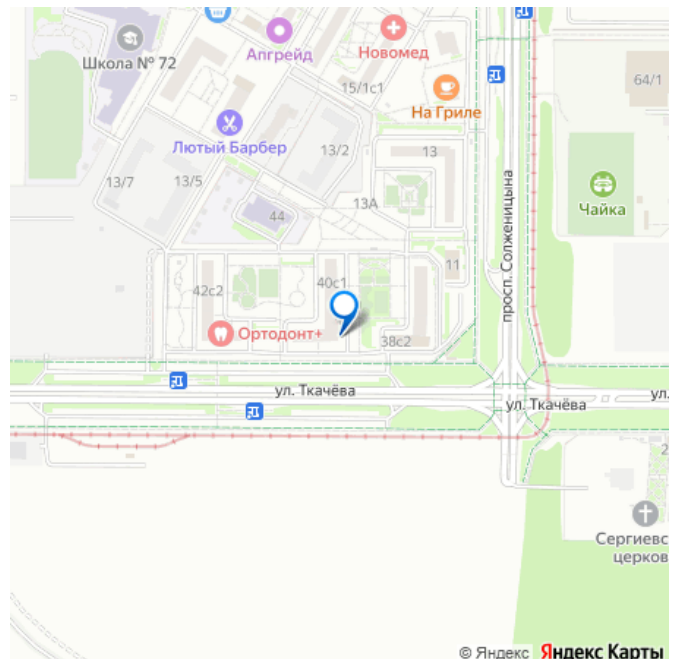 Школа № 72
Апгрейд
Новомед
15/1с1
64/1
На Гриле
Лютый Барбер
13/2
13
13/7
13/5
Чайка
13А
44
просп. Солженицына
11
42с2
40с1
Ортодонт+
38с2
ул. Ткачёва
ул. Ткачёва
ул.
2
Сергиевс
церков
© Яндекс Яндекс Карты